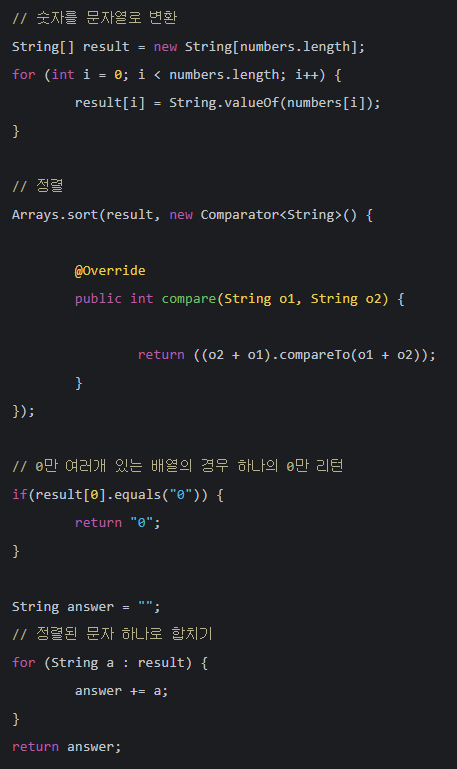 // 숫자를 문자열로 변환
String[] result = new String[numbers.length];
for (int i = 0; i < numbers.length; i++) {
result[i] = String.valueOf(numbers[i]);
}
// 정렬
Arrays.sort(result, new Comparator<String>() {
@Override
public int compare(String o1, String o2) {
return ((o2 + o1).compareTo(o1 + o2));
}
});
// 0만 여러개 있는 배열의 경우 하나의 0만 리턴
if(result[0].equals("0")) {
return "0";
}
String answer = "";
// 정렬된 문자 하나로 합치기
for (String a : result) {
answer += a;
}
return answer;